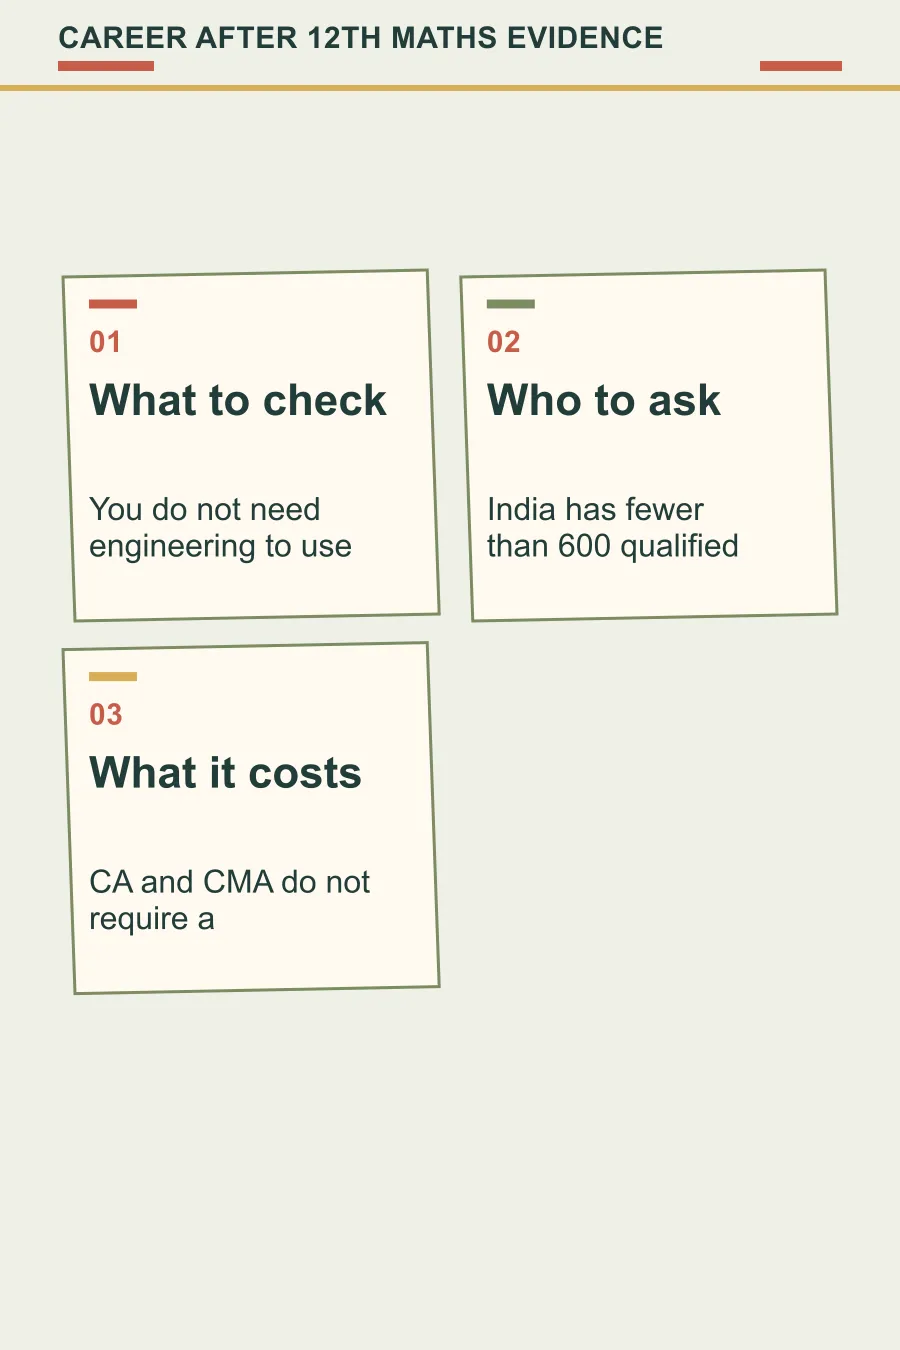 CAREER AFTER 12TH MATHS EVIDENCE
01
What to check
You do not need
engineering to use
02
Who to ask
India has fewer
than 600 qualified
03
What it costs
CA and CMA do not
require a